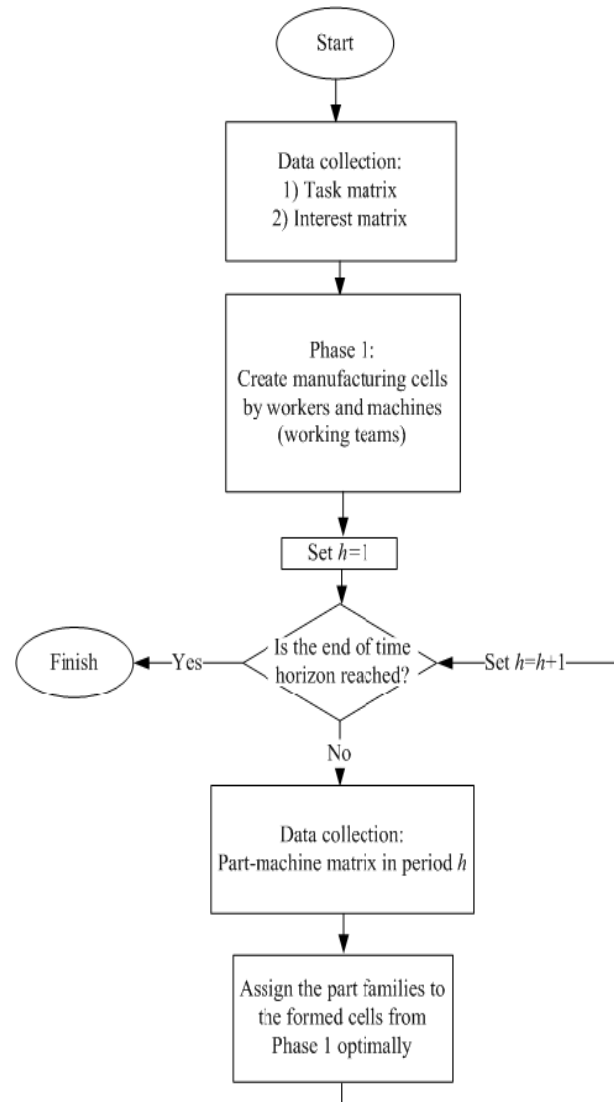 Start
Data collection:
1) Task matrix
2) Interest matrix
Phase 1:
Create manufacturing cells
by workers and machines
(working teams)
Set h=1
Is the end of time
horizon reached?
Yes
Finish
Set h=h+1
No
Data collection:
Part-machine matrix in period h
Assign the part families to
the formed cells from
Phase 1 optimally